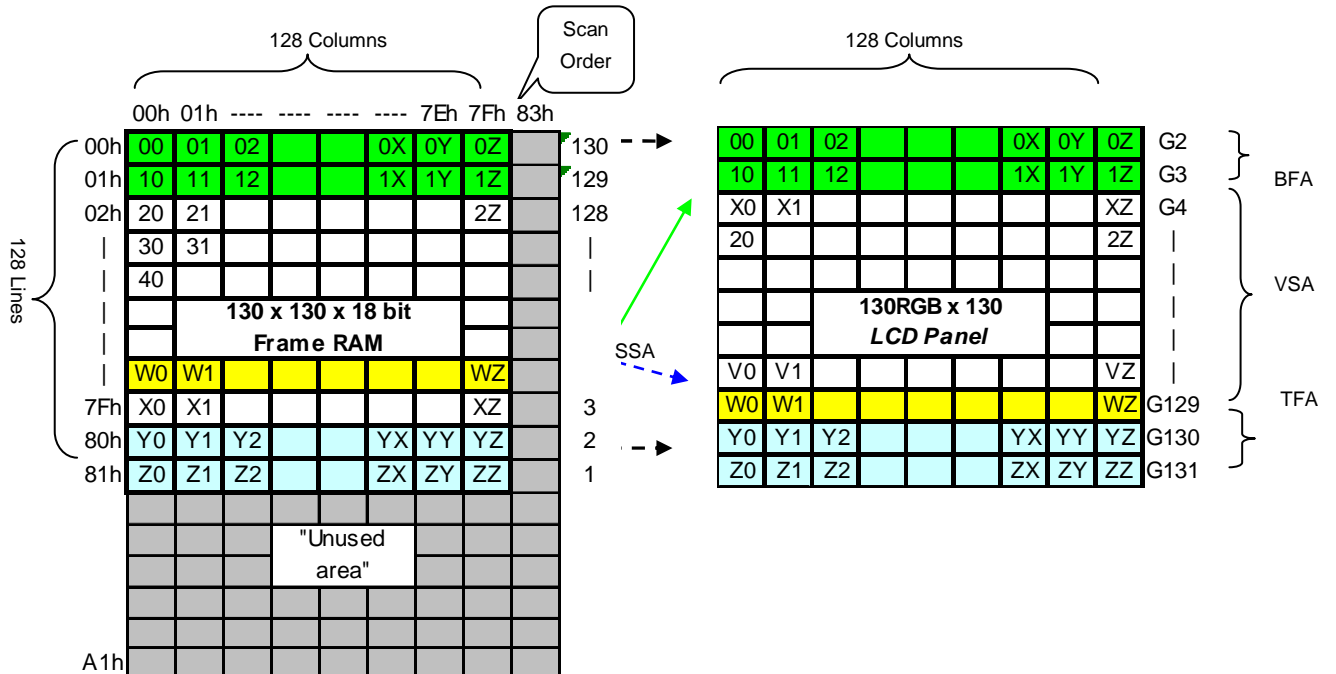 Scan
Order
128 Columns
128 Columns
00h 01h ---- ---- ---- ---- 7Eh 7Fh 83h
00h 00 01 02 0X 0Y 0Z 130
00 01 02 0X 0Y 0Z G2
01h 10 11 12 1X 1Y 1Z 129
10 11 12 1X 1Y 1Z G3
BFA
02h 20 21 2Z 128
X0 X1 XZ G4
30 31
20 2Z
40
128 Lines
VSA
130 x 130 x 18 bit
Frame RAM
130RGB x 130
LCD Panel
SSA
W0 W1 WZ
V0 V1 VZ
7Fh X0 X1 XZ 3
W0 W1 WZ G129
TFA
80h Y0 Y1 Y2 YX YY YZ 2
Y0 Y1 Y2 YX YY YZ G130
81h Z0 Z1 Z2 ZX ZY ZZ 1
Z0 Z1 Z2 ZX ZY ZZ G131
"Unused
area"
A1h